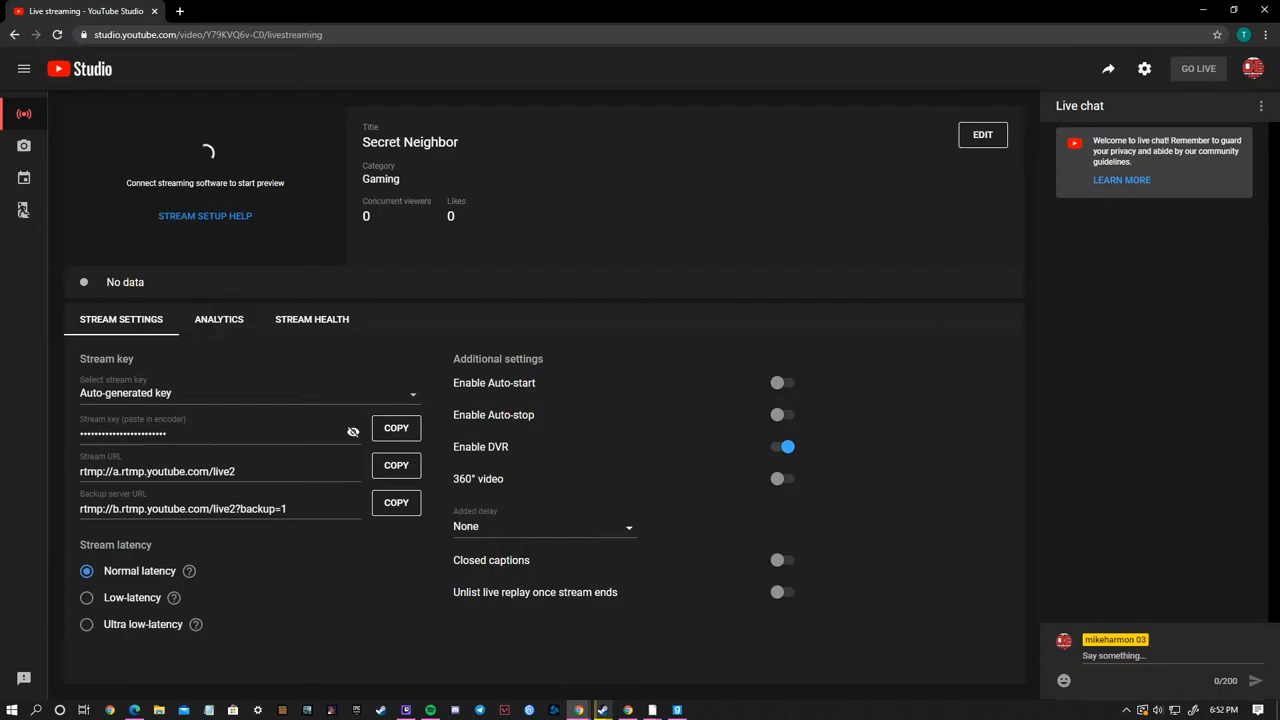 Live streaming - YouTube Studio
studio.youtube.com/video/Y79KVQ6v-C0/livestreaming
T
Studio
GO LIVE
Connect streaming software to start preview
STREAM SETUP HELP
Title
Secret Neighbor
Category
Gaming
Concurrent viewers Likes
0 0
EDIT
No data
STREAM SETTINGS ANALYTICS STREAM HEALTH
Stream key
Select stream key
Auto-generated key
Stream key (paste in encoder)
••••••••••••••••••••••••
COPY
Stream URL
rtmp://a.rtmp.youtube.com/live2
COPY
Backup server URL
rtmp://b.rtmp.youtube.com/live2?backup=1
COPY
Stream latency
Normal latency
Low-latency
Ultra low-latency
Additional settings
Enable Auto-start
Enable Auto-stop
Enable DVR
360° video
Added delay
None
Closed captions
Unlist live replay once stream ends
Live chat
Welcome to live chat! Remember to guard
your privacy and abide by our community
guidelines.
LEARN MORE
mikeharmon 03
Say something...
0/200
6:52 PM